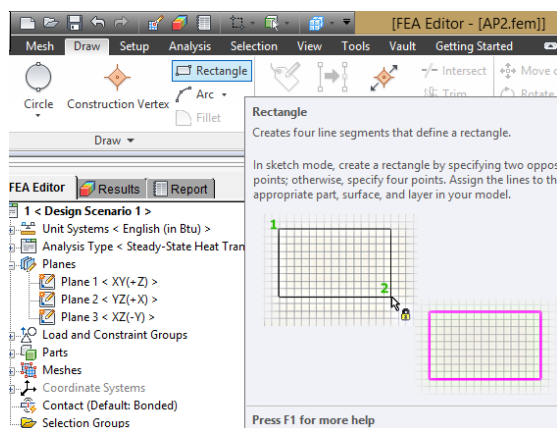 [FEA Editor - [AP2.fem]]
Mesh Draw Setup Analysis Selection View Tools Vault Getting Started
Rectangle
Intersect
Move
Circle
Construction Vertex
Arc
Trim
Rotate
Fillet
Draw
Rectangle
Creates four line segments that define a rectangle.
In sketch mode, create a rectangle by specifying two oppos
points; otherwise, specify four points. Assign the lines to th
appropriate part, surface, and layer in your model.
1
2
Press F1 for more help
FEA Editor Results Report
1 < Design Scenario 1 >
Unit Systems < English (in Btu) >
Analysis Type < Steady-State Heat Tran
Planes
Plane 1 < XY(+Z) >
Plane 2 < YZ(+X) >
Plane 3 < XZ(-Y) >
Load and Constraint Groups
Parts
Meshes
Coordinate Systems
Contact (Default: Bonded)
Selection Groups